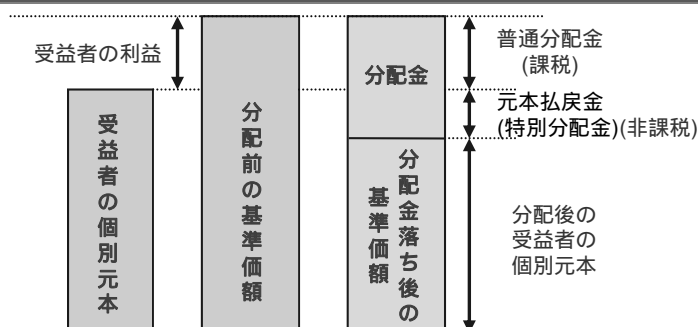 受益者の利益
受益者の個別元本
分配前の基準価額
分配金
分配金落ち後の
基準価額
普通分配金
(課税)
元本払戻金
(特別分配金)(非課税)
分配後の
受益者の
個別元本